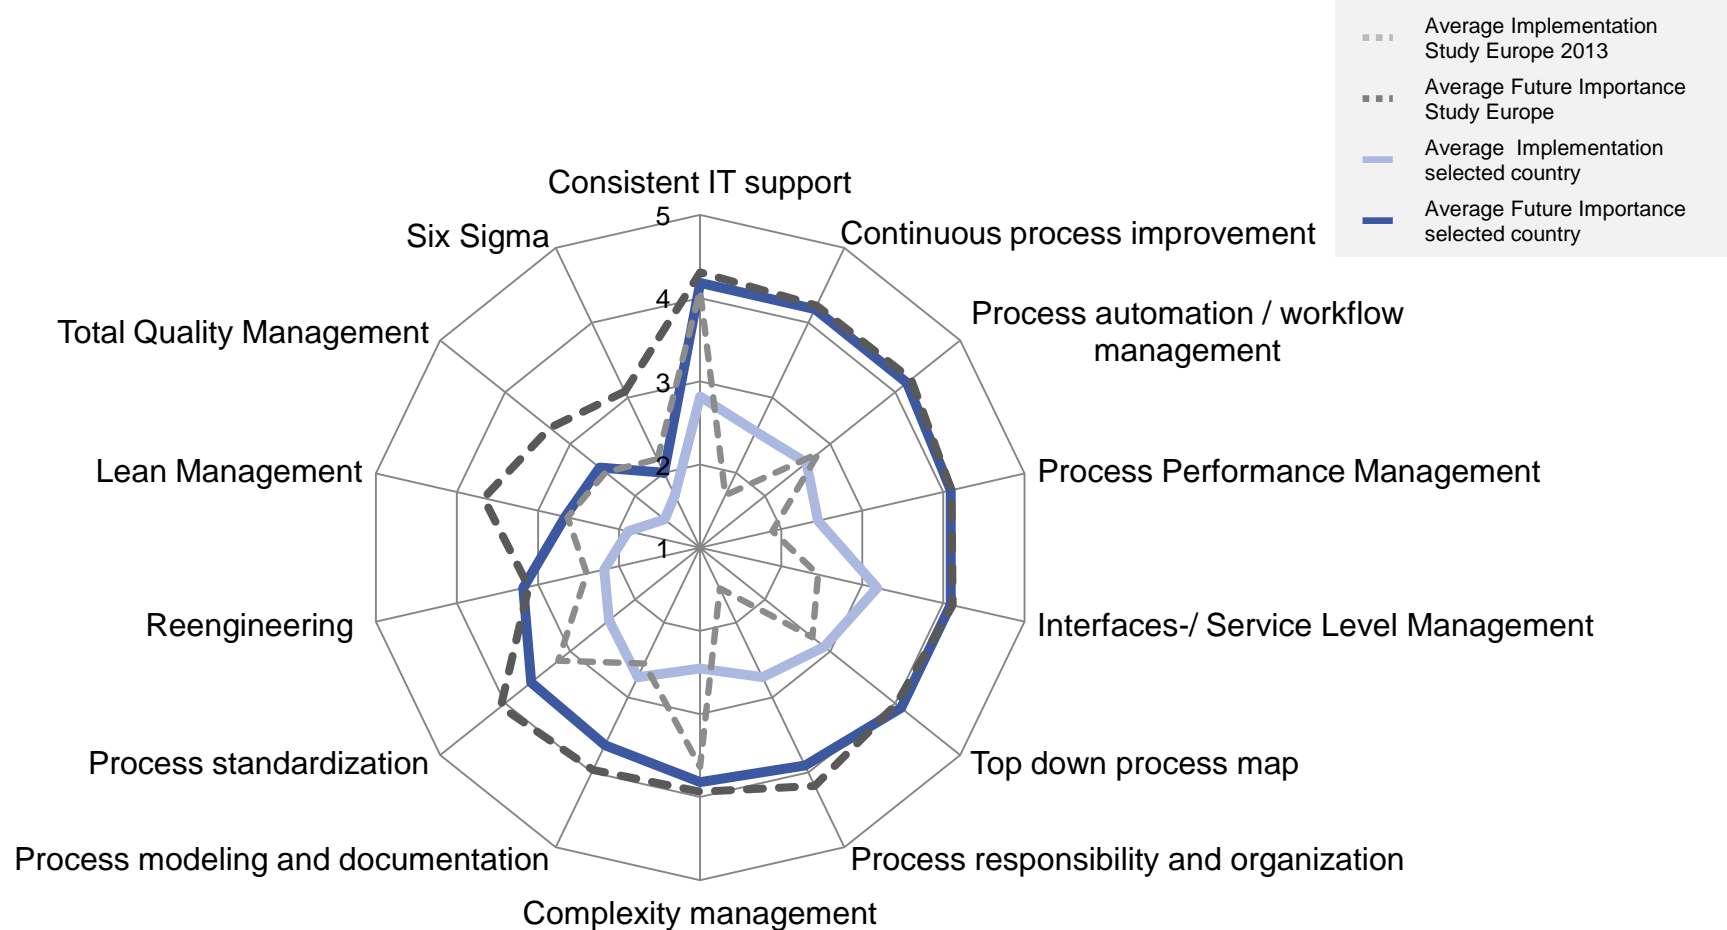 Average Implementation
Study Europe 2013
Average Future Importance
Study Europe
Average  Implementation
selected country
Average Future Importance
selected country
Consistent IT support
5
Six Sigma
Continuous process improvement
4
Process automation / workflow
management
Total Quality Management
3
Lean Management
2
Process Performance Management
1
Reengineering
Interfaces-/ Service Level Management
Process standardization
Top down process map
Process modeling and documentation
Process responsibility and organization
Complexity management